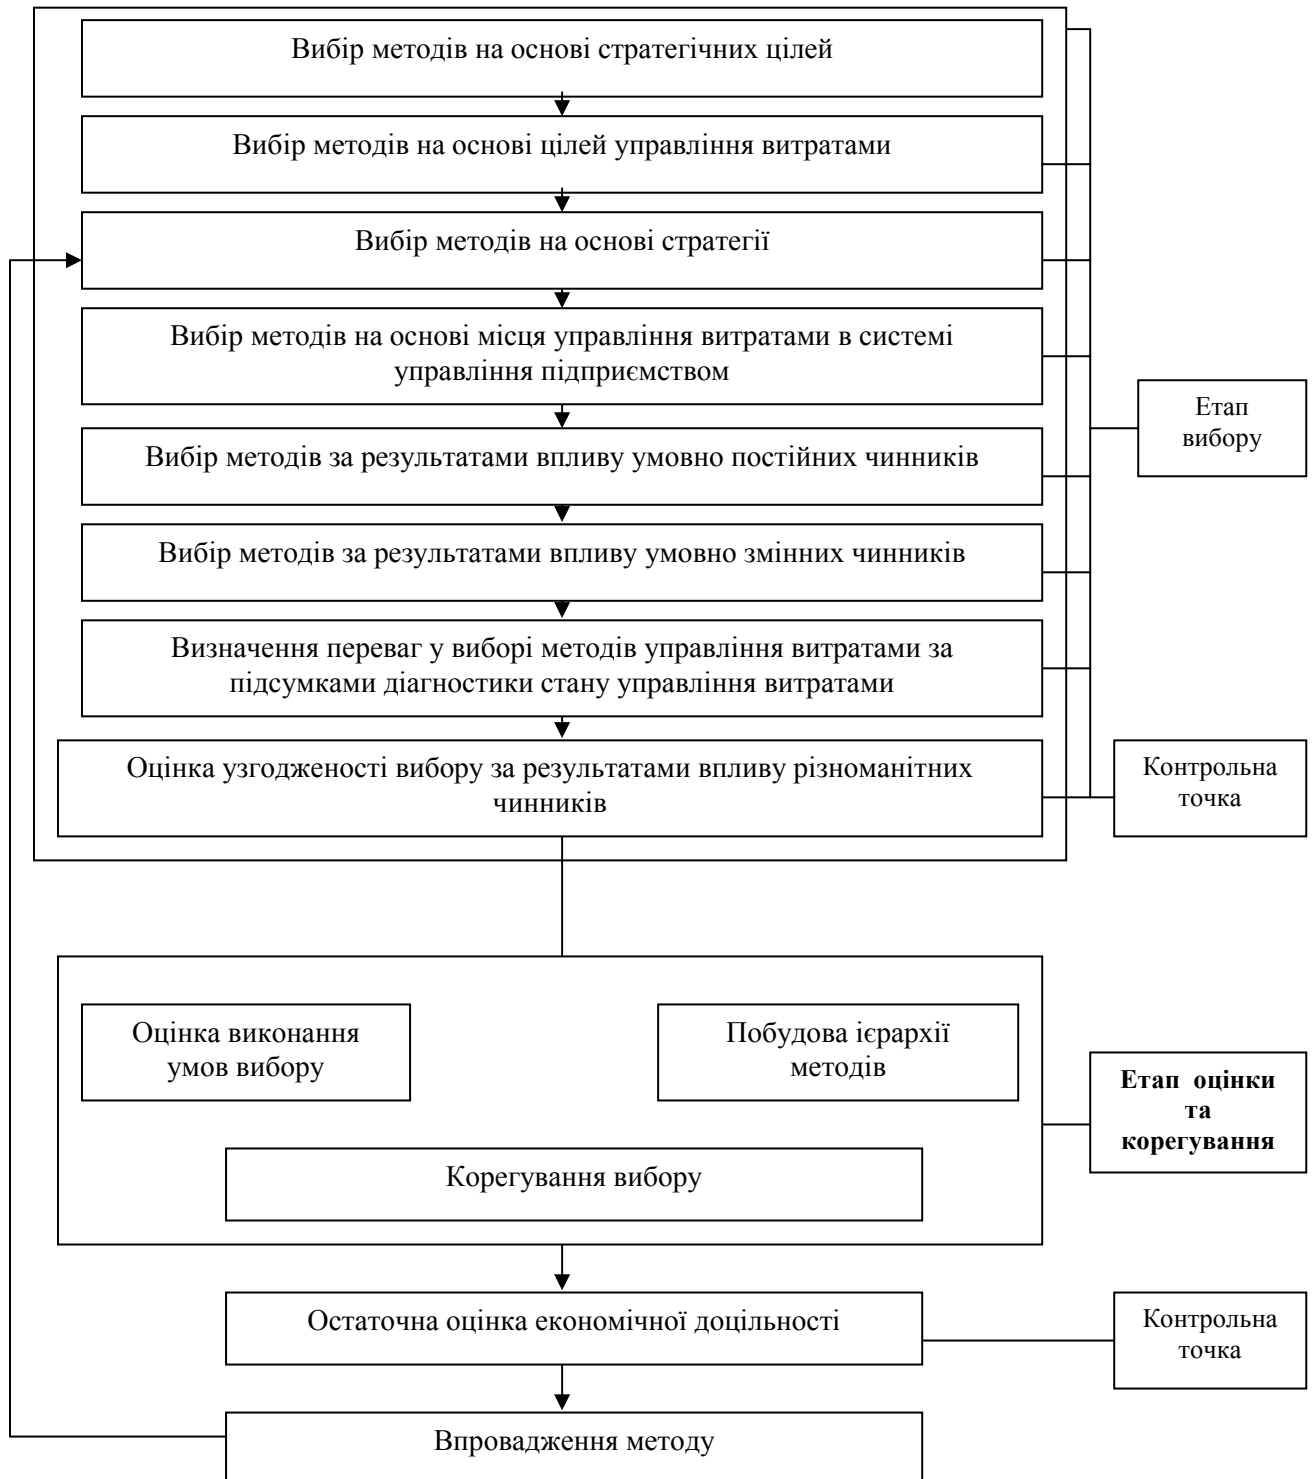 Вибір методів на основі стратегічних цілей
Вибір методів на основі цілей управління витратами
Вибір методів на основі стратегії
Вибір методів на основі місця управління витратами в системі
управління підприємством
Вибір методів за результатами впливу умовно постійних чинників
Вибір методів за результатами впливу умовно змінних чинників
Визначення переваг у виборі методів управління витратами за
підсумками діагностики стану управління витратами
Оцінка узгодженості вибору за результатами впливу різноманітних
чинників
Етап
вибору
Контрольна
точка
Оцінка виконання
умов вибору
Побудова ієрархії
методів
Корегування вибору
Етап оцінки
та
корегування
Остаточна оцінка економічної доцільності
Контрольна
точка
Впровадження методу